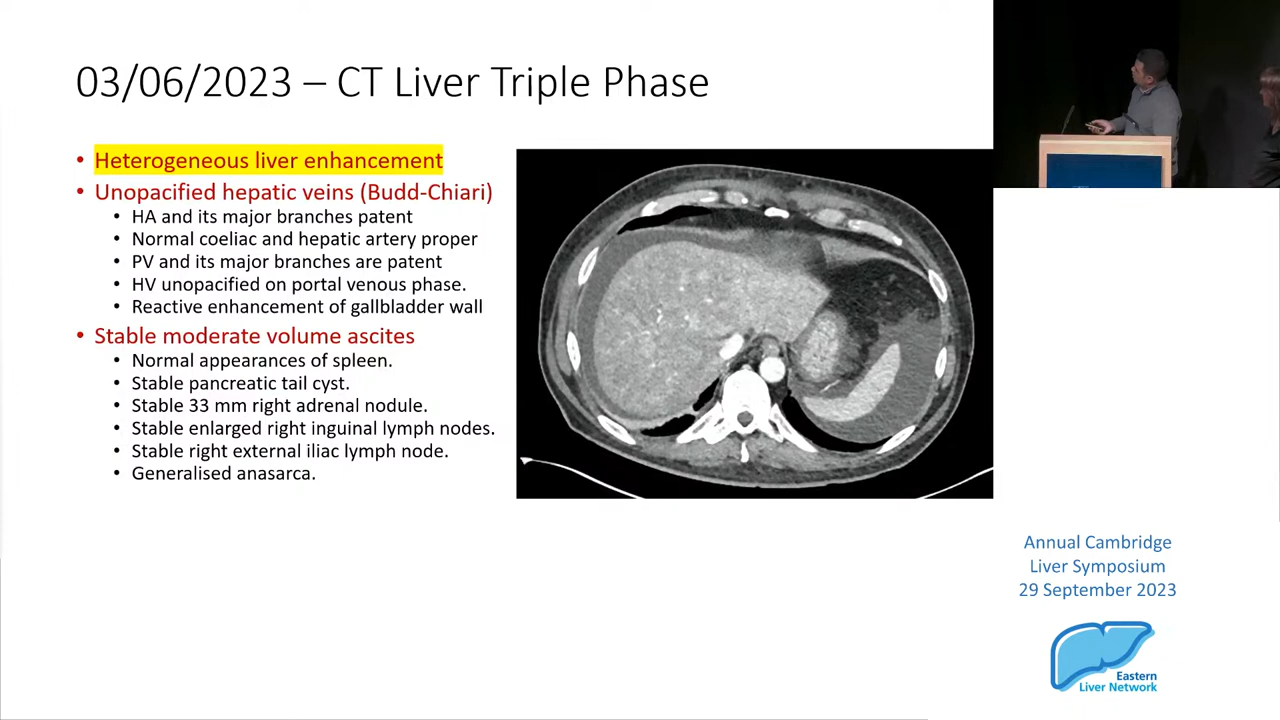 03/06/2023 – CT Liver Triple Phase
• Heterogeneous liver enhancement
• Unopacified hepatic veins (Budd-Chiari)
• HA and its major branches patent
• Normal coeliac and hepatic artery proper
• PV and its major branches are patent
• HV unopacified on portal venous phase.
• Reactive enhancement of gallbladder wall
• Stable moderate volume ascites
• Normal appearances of spleen.
• Stable pancreatic tail cyst.
• Stable 33 mm right adrenal nodule.
• Stable enlarged right inguinal lymph nodes.
• Stable right external iliac lymph node.
• Generalised anasarca.
Annual Cambridge
Liver Symposium
29 September 2023
Eastern
Liver Network